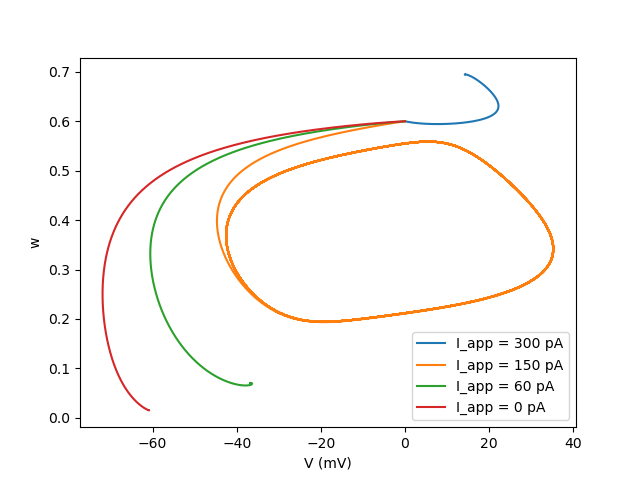 0.7
0.6
0.5
0.4
0.3
0.2
0.1
0.0
w
I_app = 300 pA
I_app = 150 pA
I_app = 60 pA
I_app = 0 pA
−60 −40 −20 0 20 40
V (mV)